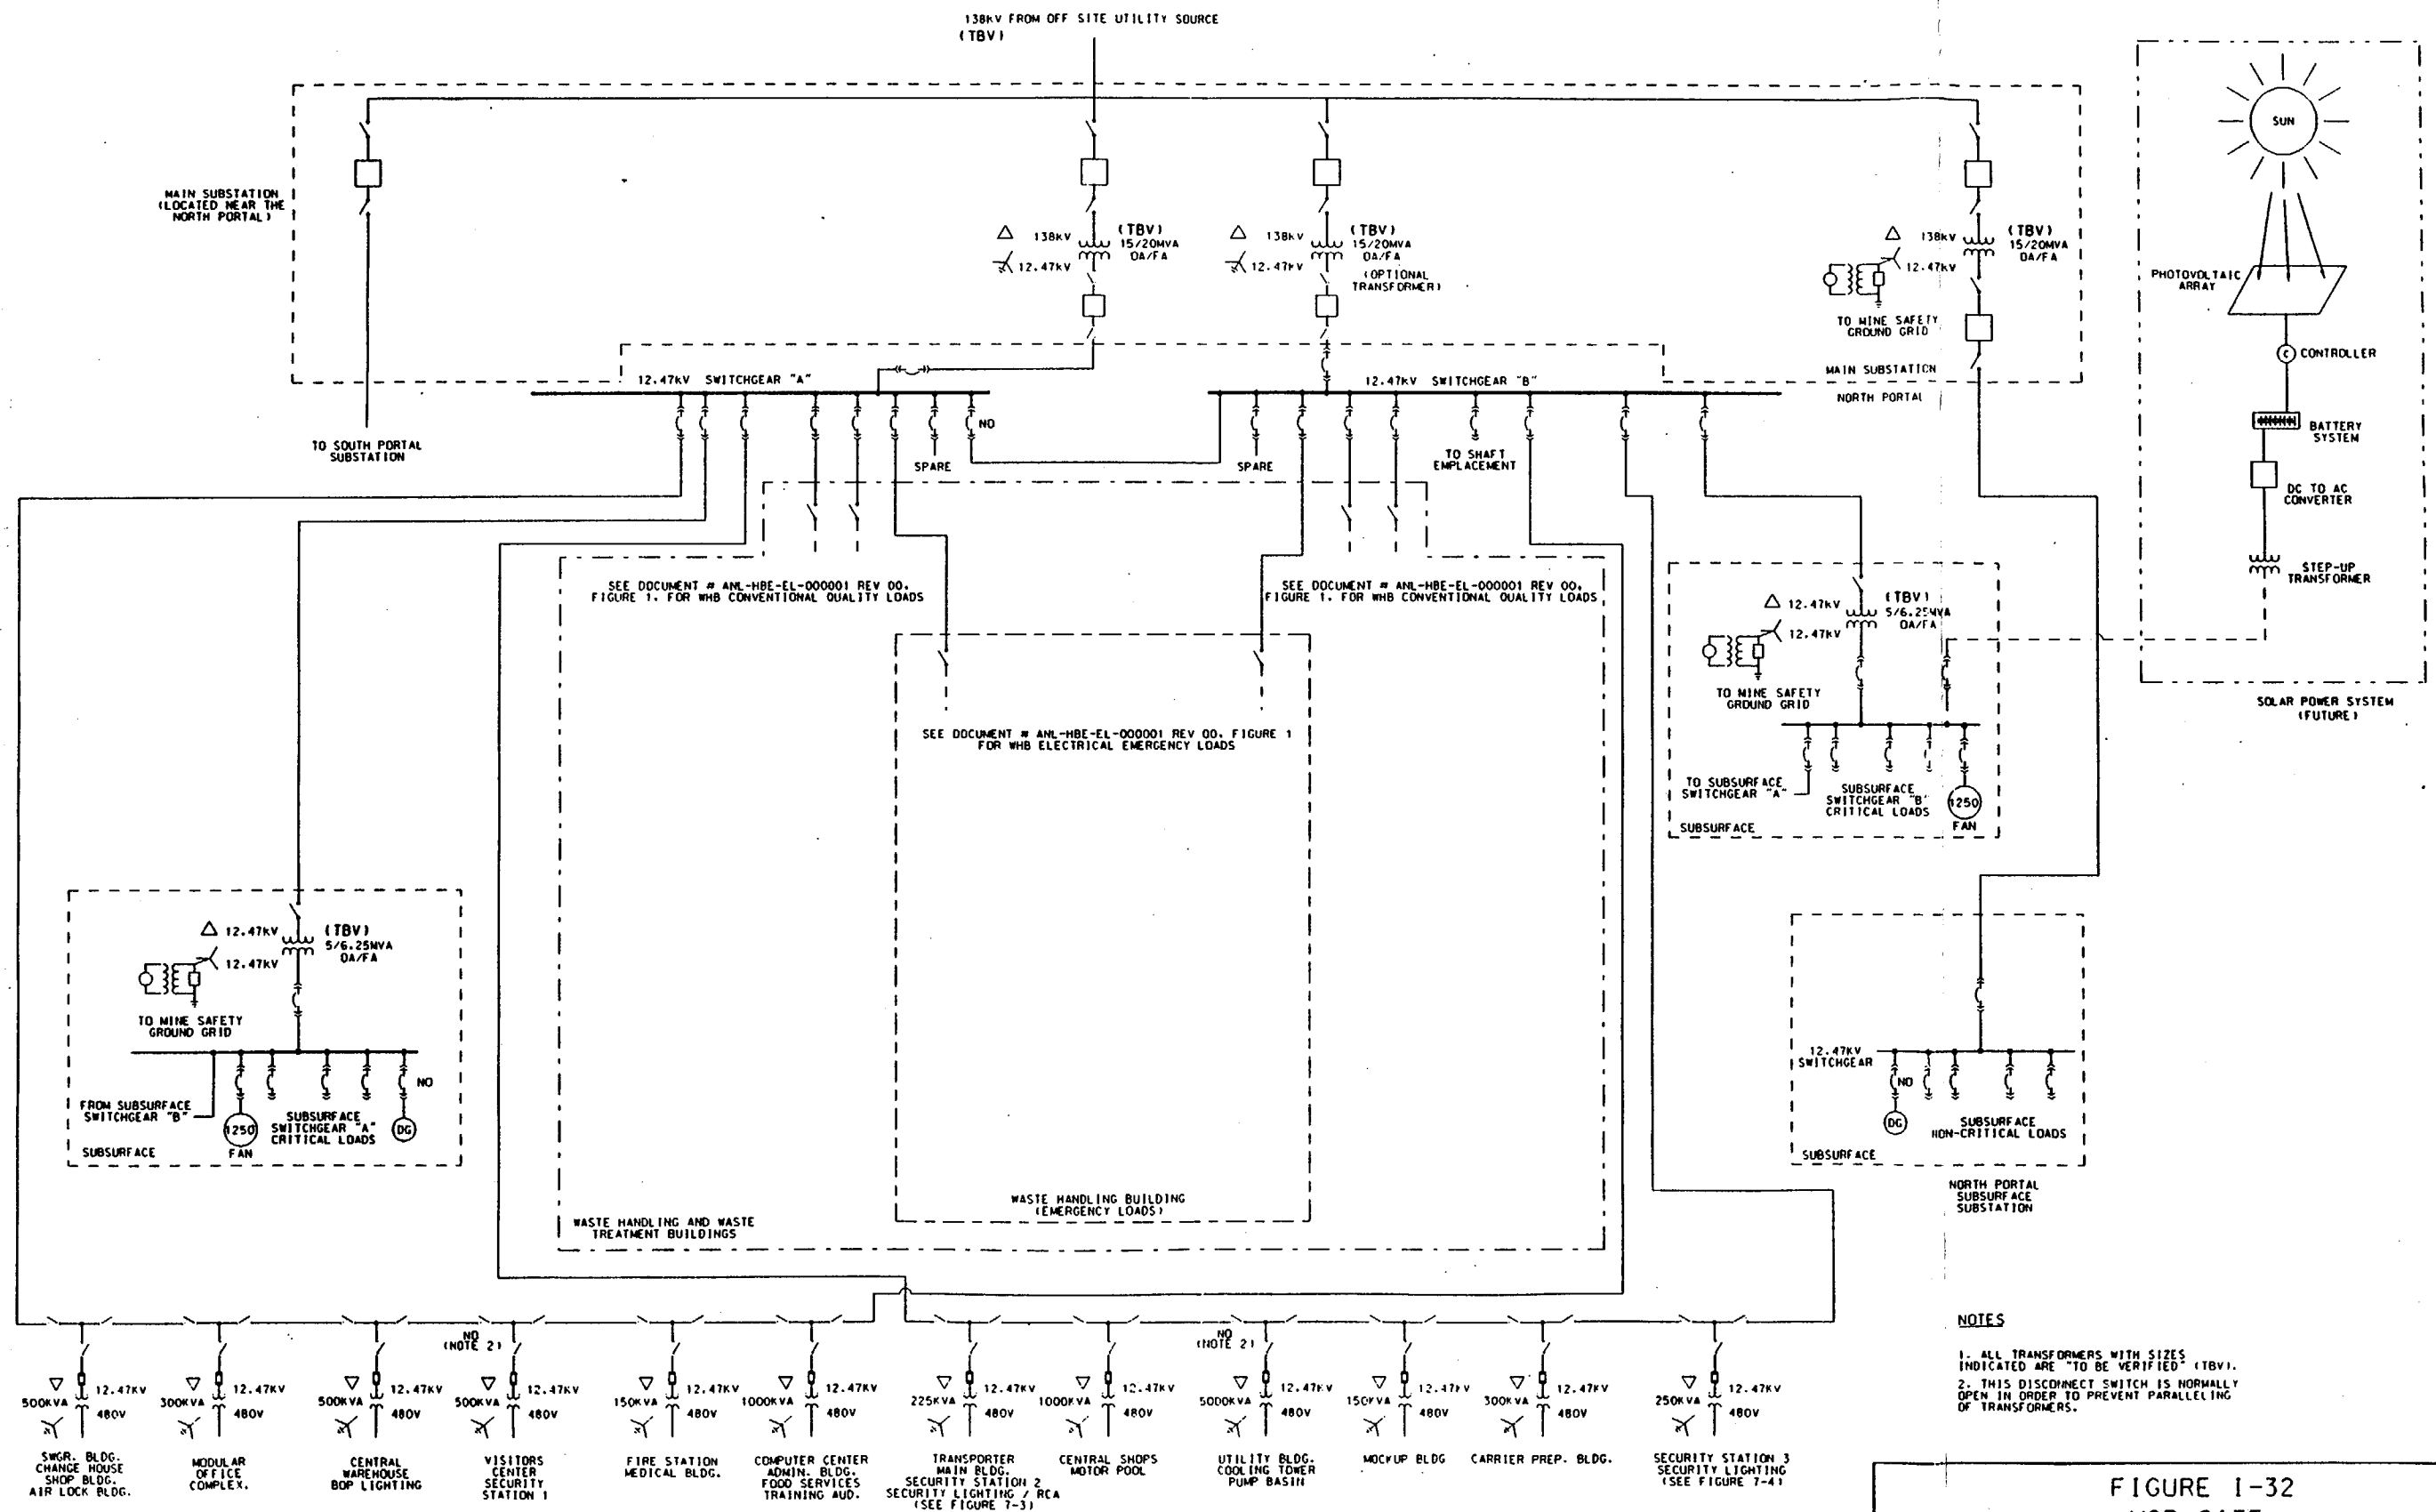 138KV FROM OFF SITE UTILITY SOURCE
(TBV)
MAIN SUBSTATION
(LOCATED NEAR THE
NORTH PORTAL)
138KV
12.47KV
(TBV)
15/20MVA
OA/FA
138KV
12.47KV
(TBV)
15/20MVA
OA/FA
(OPTIONAL
TRANSFORMER)
138KV
12.47KV
(TBV)
15/20MVA
OA/FA
TO MINE SAFETY
GROUND GRID
MAIN SUBSTATION
NORTH PORTAL
SUN
PHOTOVOLTAIC
ARRAY
C
CONTROLLER
BATTERY
SYSTEM
DC TO AC
CONVERTER
STEP-UP
TRANSFORMER
SOLAR POWER SYSTEM
(FUTURE)
TO SOUTH PORTAL
SUBSTATION
12.47KV SWITCHGEAR "A"
12.47KV SWITCHGEAR "B"
NO
SPARE
SPARE
TO SHAFT
EMPLACEMENT
SEE DOCUMENT # ANL-HBE-EL-000001 REV 00.
FIGURE 1. FOR WHB CONVENTIONAL QUALITY LOADS
SEE DOCUMENT # ANL-HBE-EL-000001 REV 00.
FIGURE 1. FOR WHB CONVENTIONAL QUALITY LOADS
SEE DOCUMENT # ANL-HBE-EL-000001 REV 00. FIGURE 1
FOR WHB ELECTRICAL EMERGENCY LOADS
12.47KV
12.47KV
(TBV)
5/6.25MVA
OA/FA
TO MINE SAFETY
GROUND GRID
TO SUBSURFACE
SWITCHGEAR "A"
SUBSURFACE
SWITCHGEAR "B"
CRITICAL LOADS
1250
FAN
SUBSURFACE
12.47KV
12.47KV
(TBV)
5/6.25MVA
OA/FA
TO MINE SAFETY
GROUND GRID
NO
FROM SUBSURFACE
SWITCHGEAR "B"
1250
FAN
SUBSURFACE
SWITCHGEAR "A"
CRITICAL LOADS
DG
SUBSURFACE
12.47KV
SWITCHGEAR
NO
DG
SUBSURFACE
NON-CRITICAL LOADS
SUBSURFACE
NORTH PORTAL
SUBSURFACE
SUBSTATION
WASTE HANDLING BUILDING
(EMERGENCY LOADS)
WASTE HANDLING AND WASTE
TREATMENT BUILDINGS
NO
(NOTE 2)
NO
(NOTE 2)
500KVA
12.47KV
480V
SWGR. BLDG.
CHANGE HOUSE
SHOP BLDG.
AIR LOCK BLDG.
300KVA
12.47KV
480V
MODULAR
OFFICE
COMPLEX.
500KVA
12.47KV
480V
CENTRAL
WAREHOUSE
BOP LIGHTING
500KVA
12.47KV
480V
VISITORS
CENTER
SECURITY
STATION 1
150KVA
12.47KV
480V
FIRE STATION
MEDICAL BLDG.
1000KVA
12.47KV
480V
COMPUTER CENTER
ADMIN. BLDG.
FOOD SERVICES
TRAINING AUD.
225KVA
12.47KV
480V
TRANSPORTER
MAIN BLDG.
SECURITY STATION 2
SECURITY LIGHTING / RCA
(SEE FIGURE 7-3)
1000KVA
12.47KV
480V
CENTRAL SHOPS
MOTOR POOL
5000KVA
12.47KV
480V
UTILITY BLDG.
COOLING TOWER
PUMP BASIN
150KVA
12.47KV
480V
MOCKUP BLDG
300KVA
12.47KV
480V
CARRIER PREP. BLDG.
250KVA
12.47KV
480V
SECURITY STATION 3
SECURITY LIGHTING
(SEE FIGURE 7-4)
NOTES
1. ALL TRANSFORMERS WITH SIZES
INDICATED ARE "TO BE VERIFIED" (TBV).
2. THIS DISCONNECT SWITCH IS NORMALLY
OPEN IN ORDER TO PREVENT PARALLELING
OF TRANSFORMERS.
FIGURE I-32